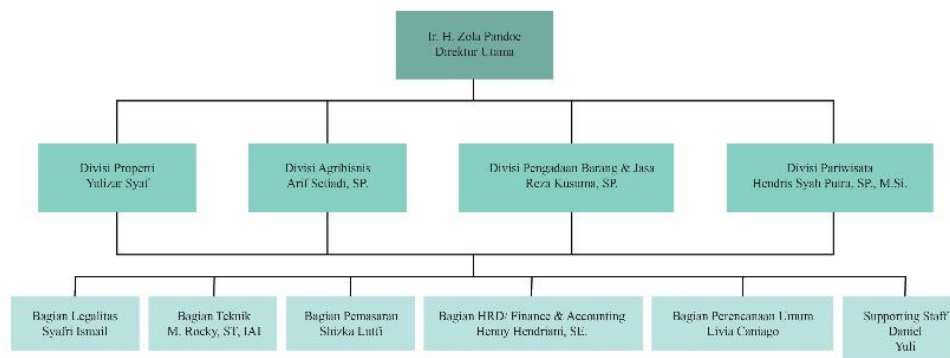 Ir. H. Zola Pandoe
Direktur Utama
Divisi Properti
Yulizar Syaf
Divisi Agribisnis
Arif Setiadi, SP.
Divisi Pengadaan Barang & Jasa
Reza Kusuma, SP.
Divisi Pariwisata
Hendris Syah Putra, SP., M.Si.
Bagian Legalitas
Syafri Ismail
Bagian Teknik
M. Rocky, ST, IAI
Bagian Pemasaran
Shizka Lutfi
Bagian HRD/ Finance & Accounting
Henny Hendriani, SE.
Bagian Perencanaan Umum
Livia Caniago
Supporting Staff
Daniel
Yuli